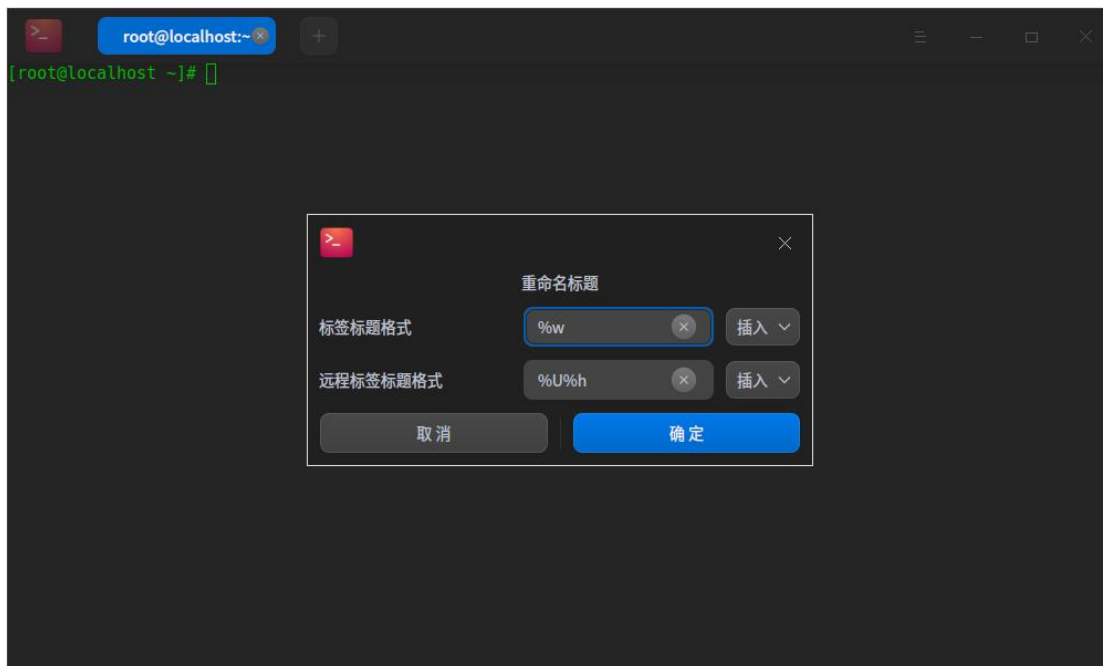 root@localhost:~
[root@localhost ~]#
重命名标题
标签标题格式 %w 插入
远程标签标题格式 %U%h 插入
取消 确定